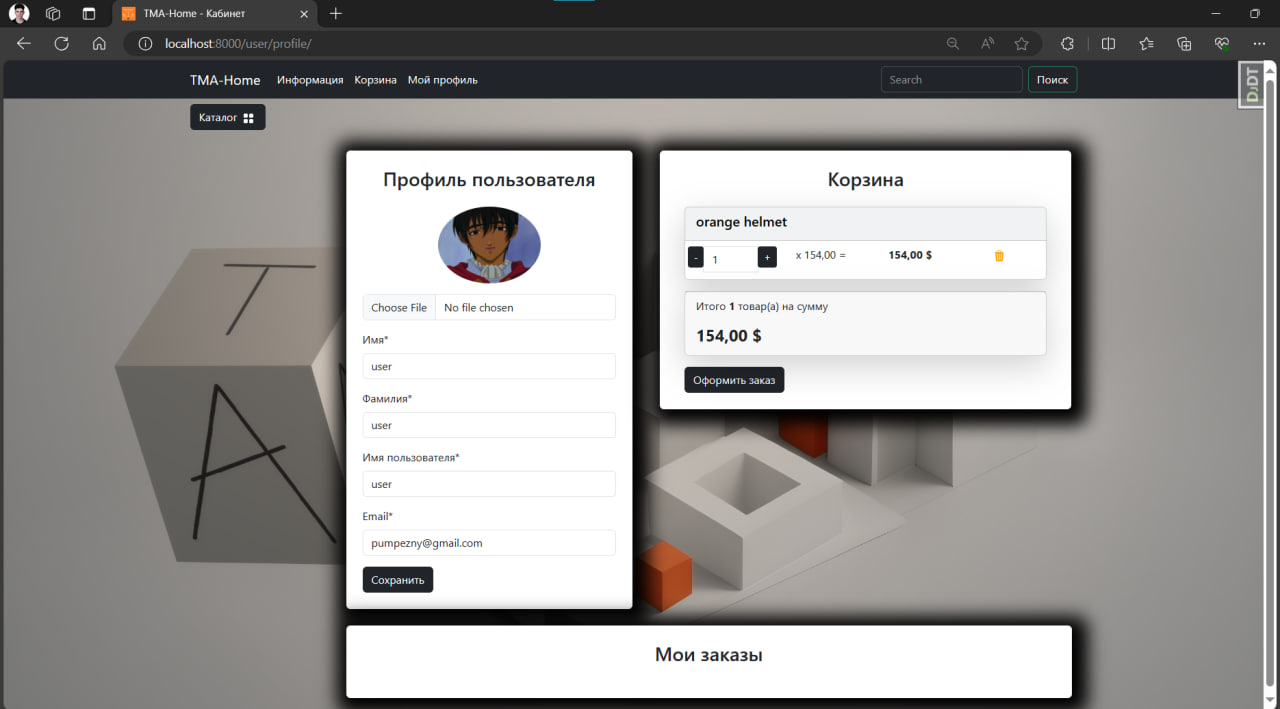 TMA-Home - Кабинет
localhost:8000/user/profile/
TMA-Home Информация Корзина Мой профиль Search Поиск
DJDT
Каталог
Профиль пользователя
Choose File No file chosen
Имя*
user
Фамилия*
user
Имя пользователя*
user
Email*
pumpezny@gmail.com
Сохранить
Корзина
orange helmet
- 1 + x 154,00 = 154,00 $
Итого 1 товар(а) на сумму
154,00 $
Оформить заказ
Мои заказы
T
A